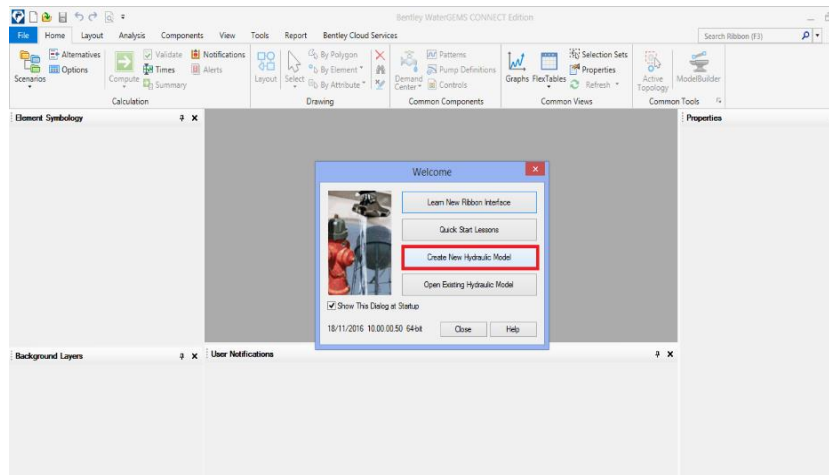 Bentley WaterGEMS CONNECT Edition
File Home Layout Analysis Components View Tools Report Bentley Cloud Services Search Ribbon (F3)
Scenarios
Alternatives
Options
Compute
Validate
Times
Summary
Notifications
Alerts
Calculation
Layout
Select
By Polygon
By Element
By Attribute
Drawing
Demand Center
Patterns
Pump Definitions
Controls
Common Components
Graphs
FlexTables
Selection Sets
Properties
Refresh
Common Views
Active Topology
ModelBuilder
Common Tools
Element Symbology
Properties
Welcome
Learn New Ribbon Interface
Quick Start Lessons
Create New Hydraulic Model
Open Existing Hydraulic Model
Show This Dialog at Startup
18/11/2016 10.00.00.50 64-bit
Close Help
Background Layers
User Notifications